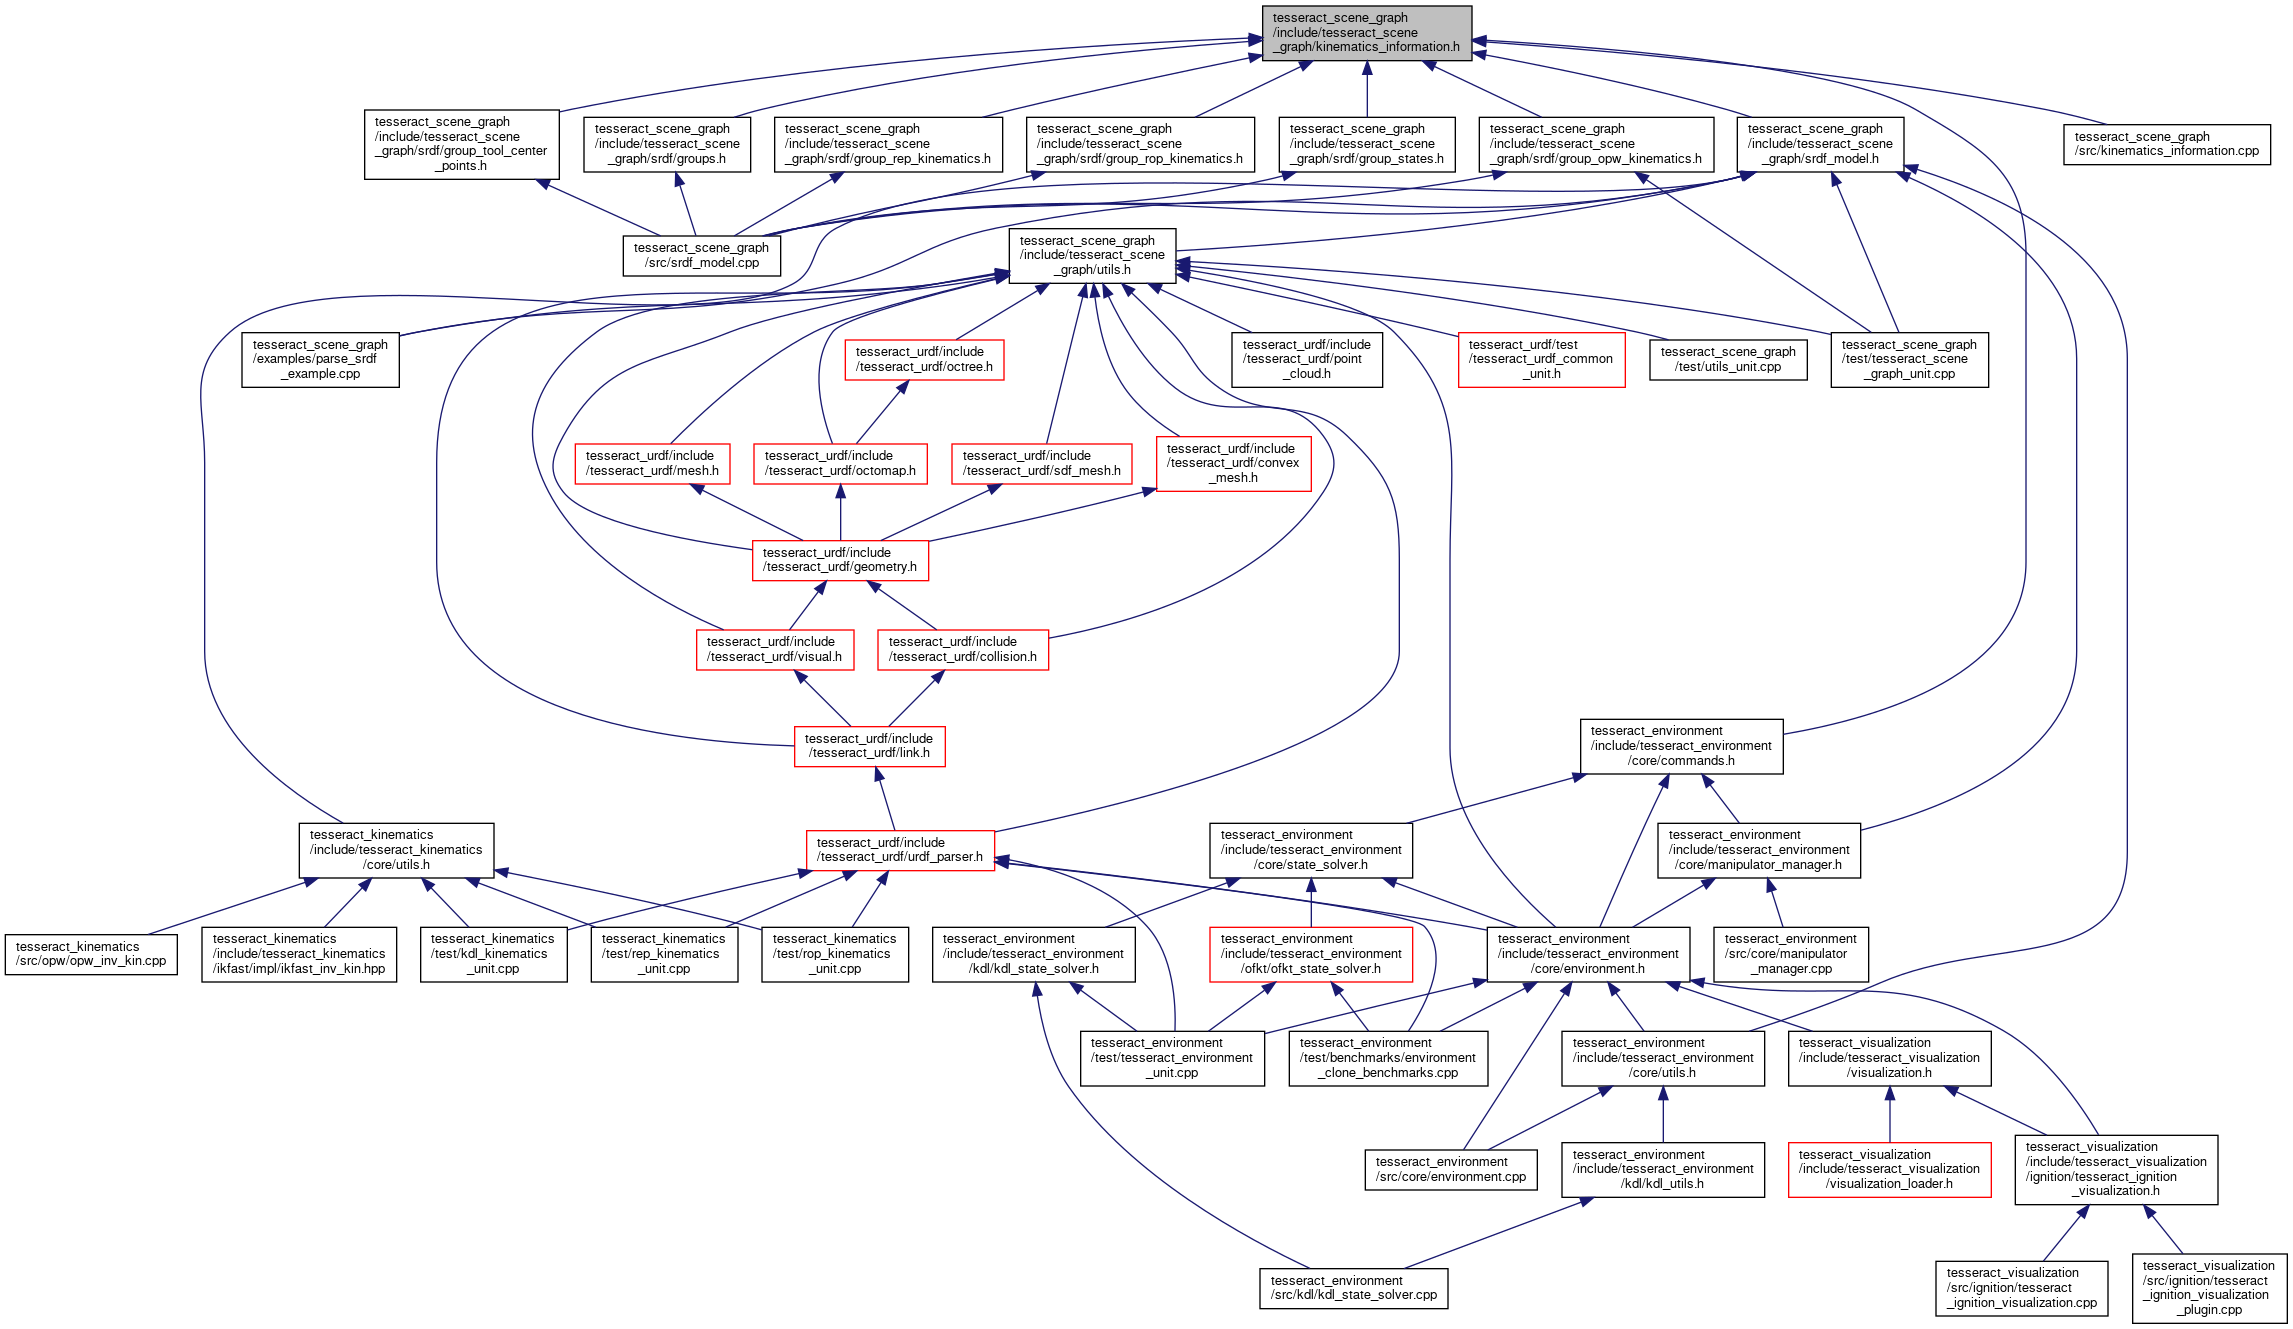 tesseract_scene_graph
/include/tesseract_scene
_graph/kinematics_information.h
tesseract_scene_graph
/include/tesseract_scene
_graph/srdf/group_tool_center
_points.h
tesseract_scene_graph
/include/tesseract_scene
_graph/srdf/groups.h
tesseract_scene_graph
/include/tesseract_scene
_graph/srdf/group_rep_kinematics.h
tesseract_scene_graph
/include/tesseract_scene
_graph/srdf/group_rop_kinematics.h
tesseract_scene_graph
/include/tesseract_scene
_graph/srdf/group_states.h
tesseract_scene_graph
/include/tesseract_scene
_graph/srdf/group_opw_kinematics.h
tesseract_scene_graph
/include/tesseract_scene
_graph/srdf_model.h
tesseract_scene_graph
/src/kinematics_information.cpp
tesseract_scene_graph
/src/srdf_model.cpp
tesseract_scene_graph
/include/tesseract_scene
_graph/utils.h
tesseract_scene_graph
/examples/parse_srdf
_example.cpp
tesseract_urdf/include
/tesseract_urdf/octree.h
tesseract_urdf/include
/tesseract_urdf/point
_cloud.h
tesseract_urdf/test
/tesseract_urdf_common
_unit.h
tesseract_scene_graph
/test/utils_unit.cpp
tesseract_scene_graph
/test/tesseract_scene
_graph_unit.cpp
tesseract_urdf/include
/tesseract_urdf/mesh.h
tesseract_urdf/include
/tesseract_urdf/octomap.h
tesseract_urdf/include
/tesseract_urdf/sdf_mesh.h
tesseract_urdf/include
/tesseract_urdf/convex
_mesh.h
tesseract_urdf/include
/tesseract_urdf/geometry.h
tesseract_urdf/include
/tesseract_urdf/visual.h
tesseract_urdf/include
/tesseract_urdf/collision.h
tesseract_urdf/include
/tesseract_urdf/link.h
tesseract_environment
/include/tesseract_environment
/core/commands.h
tesseract_kinematics
/include/tesseract_kinematics
/core/utils.h
tesseract_urdf/include
/tesseract_urdf/urdf_parser.h
tesseract_environment
/include/tesseract_environment
/core/state_solver.h
tesseract_environment
/include/tesseract_environment
/core/manipulator_manager.h
tesseract_kinematics
/src/opw/opw_inv_kin.cpp
tesseract_kinematics
/include/tesseract_kinematics
/ikfast/impl/ikfast_inv_kin.hpp
tesseract_kinematics
/test/kdl_kinematics
_unit.cpp
tesseract_kinematics
/test/rep_kinematics
_unit.cpp
tesseract_kinematics
/test/rop_kinematics
_unit.cpp
tesseract_environment
/include/tesseract_environment
/kdl/kdl_state_solver.h
tesseract_environment
/include/tesseract_environment
/ofkt/ofkt_state_solver.h
tesseract_environment
/include/tesseract_environment
/core/environment.h
tesseract_environment
/src/core/manipulator
_manager.cpp
tesseract_environment
/test/tesseract_environment
_unit.cpp
tesseract_environment
/test/benchmarks/environment
_clone_benchmarks.cpp
tesseract_environment
/include/tesseract_environment
/core/utils.h
tesseract_visualization
/include/tesseract_visualization
/visualization.h
tesseract_environment
/src/core/environment.cpp
tesseract_environment
/include/tesseract_environment
/kdl/kdl_utils.h
tesseract_visualization
/include/tesseract_visualization
/visualization_loader.h
tesseract_visualization
/include/tesseract_visualization
/ignition/tesseract_ignition
_visualization.h
tesseract_environment
/src/kdl/kdl_state_solver.cpp
tesseract_visualization
/src/ignition/tesseract
_ignition_visualization.cpp
tesseract_visualization
/src/ignition/tesseract
_ignition_visualization
_plugin.cpp